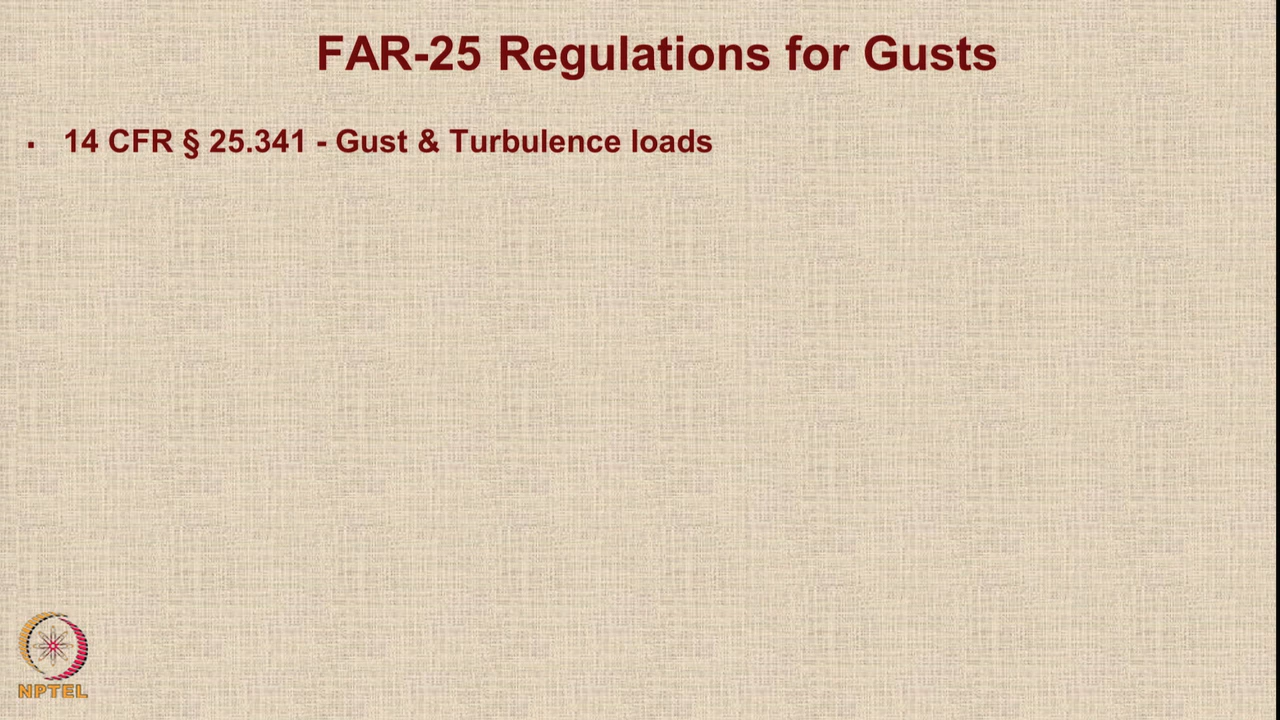 FAR-25 Regulations for Gusts
▪ 14 CFR § 25.341 - Gust & Turbulence loads
NPTEL